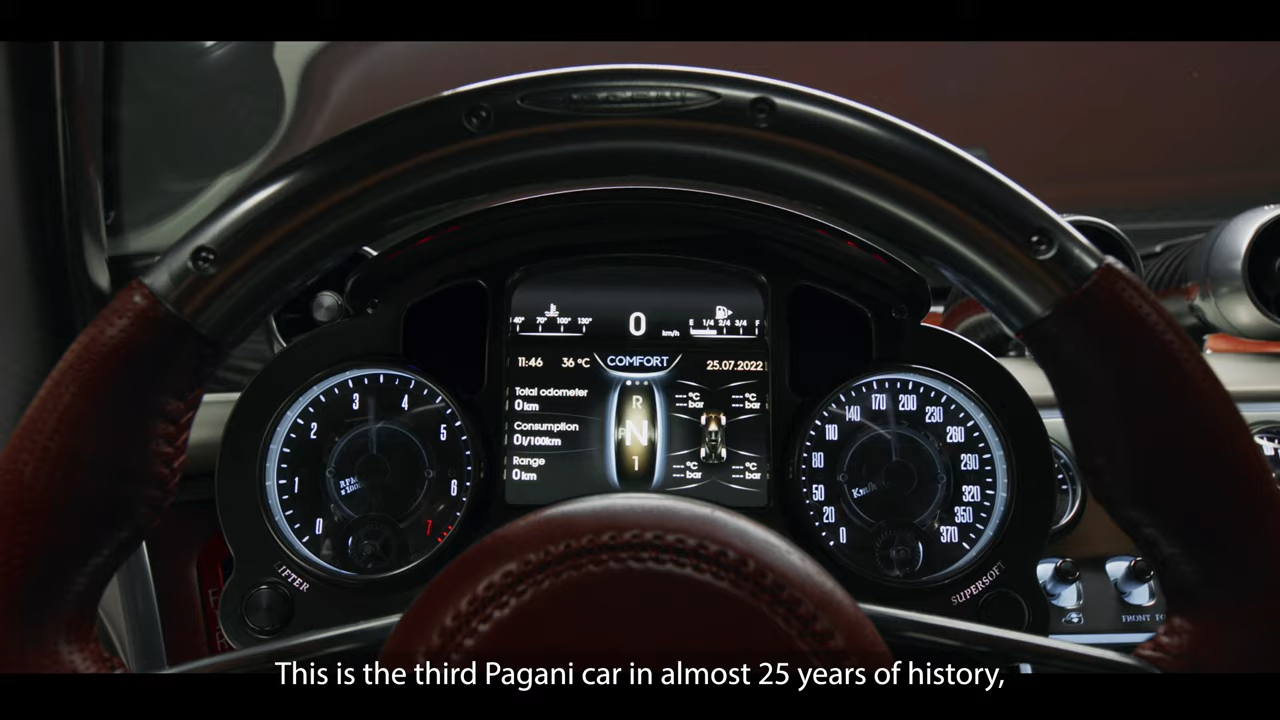 40° 70° 100° 130°
0 km/h
E 1/4 2/4 3/4 F
11:46 36 °C COMFORT 25.07.2022
Total odometer
0 km
Consumption
0 l/100km
Range
0 km
R
N
1
--- °C --- °C
--- bar --- bar
--- °C --- °C
--- bar --- bar
0 1 2 3 4 5 6 7
RPM
x1000
0 20 50 80 110 140 170 200 230 260 290 320 350 370
Km/h
LIFTER
SUPERSOFT
FRONT
This is the third Pagani car in almost 25 years of history,